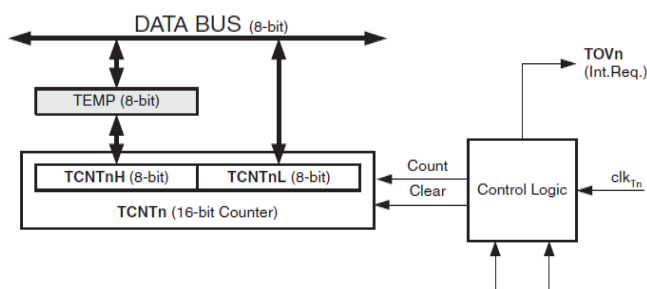 DATA BUS (8-bit)
TOVn
(Int.Req.)
TEMP (8-bit)
TCNTnH (8-bit)
TCNTnL (8-bit)
TCNTn (16-bit Counter)
Count
Clear
Control Logic
clkTn